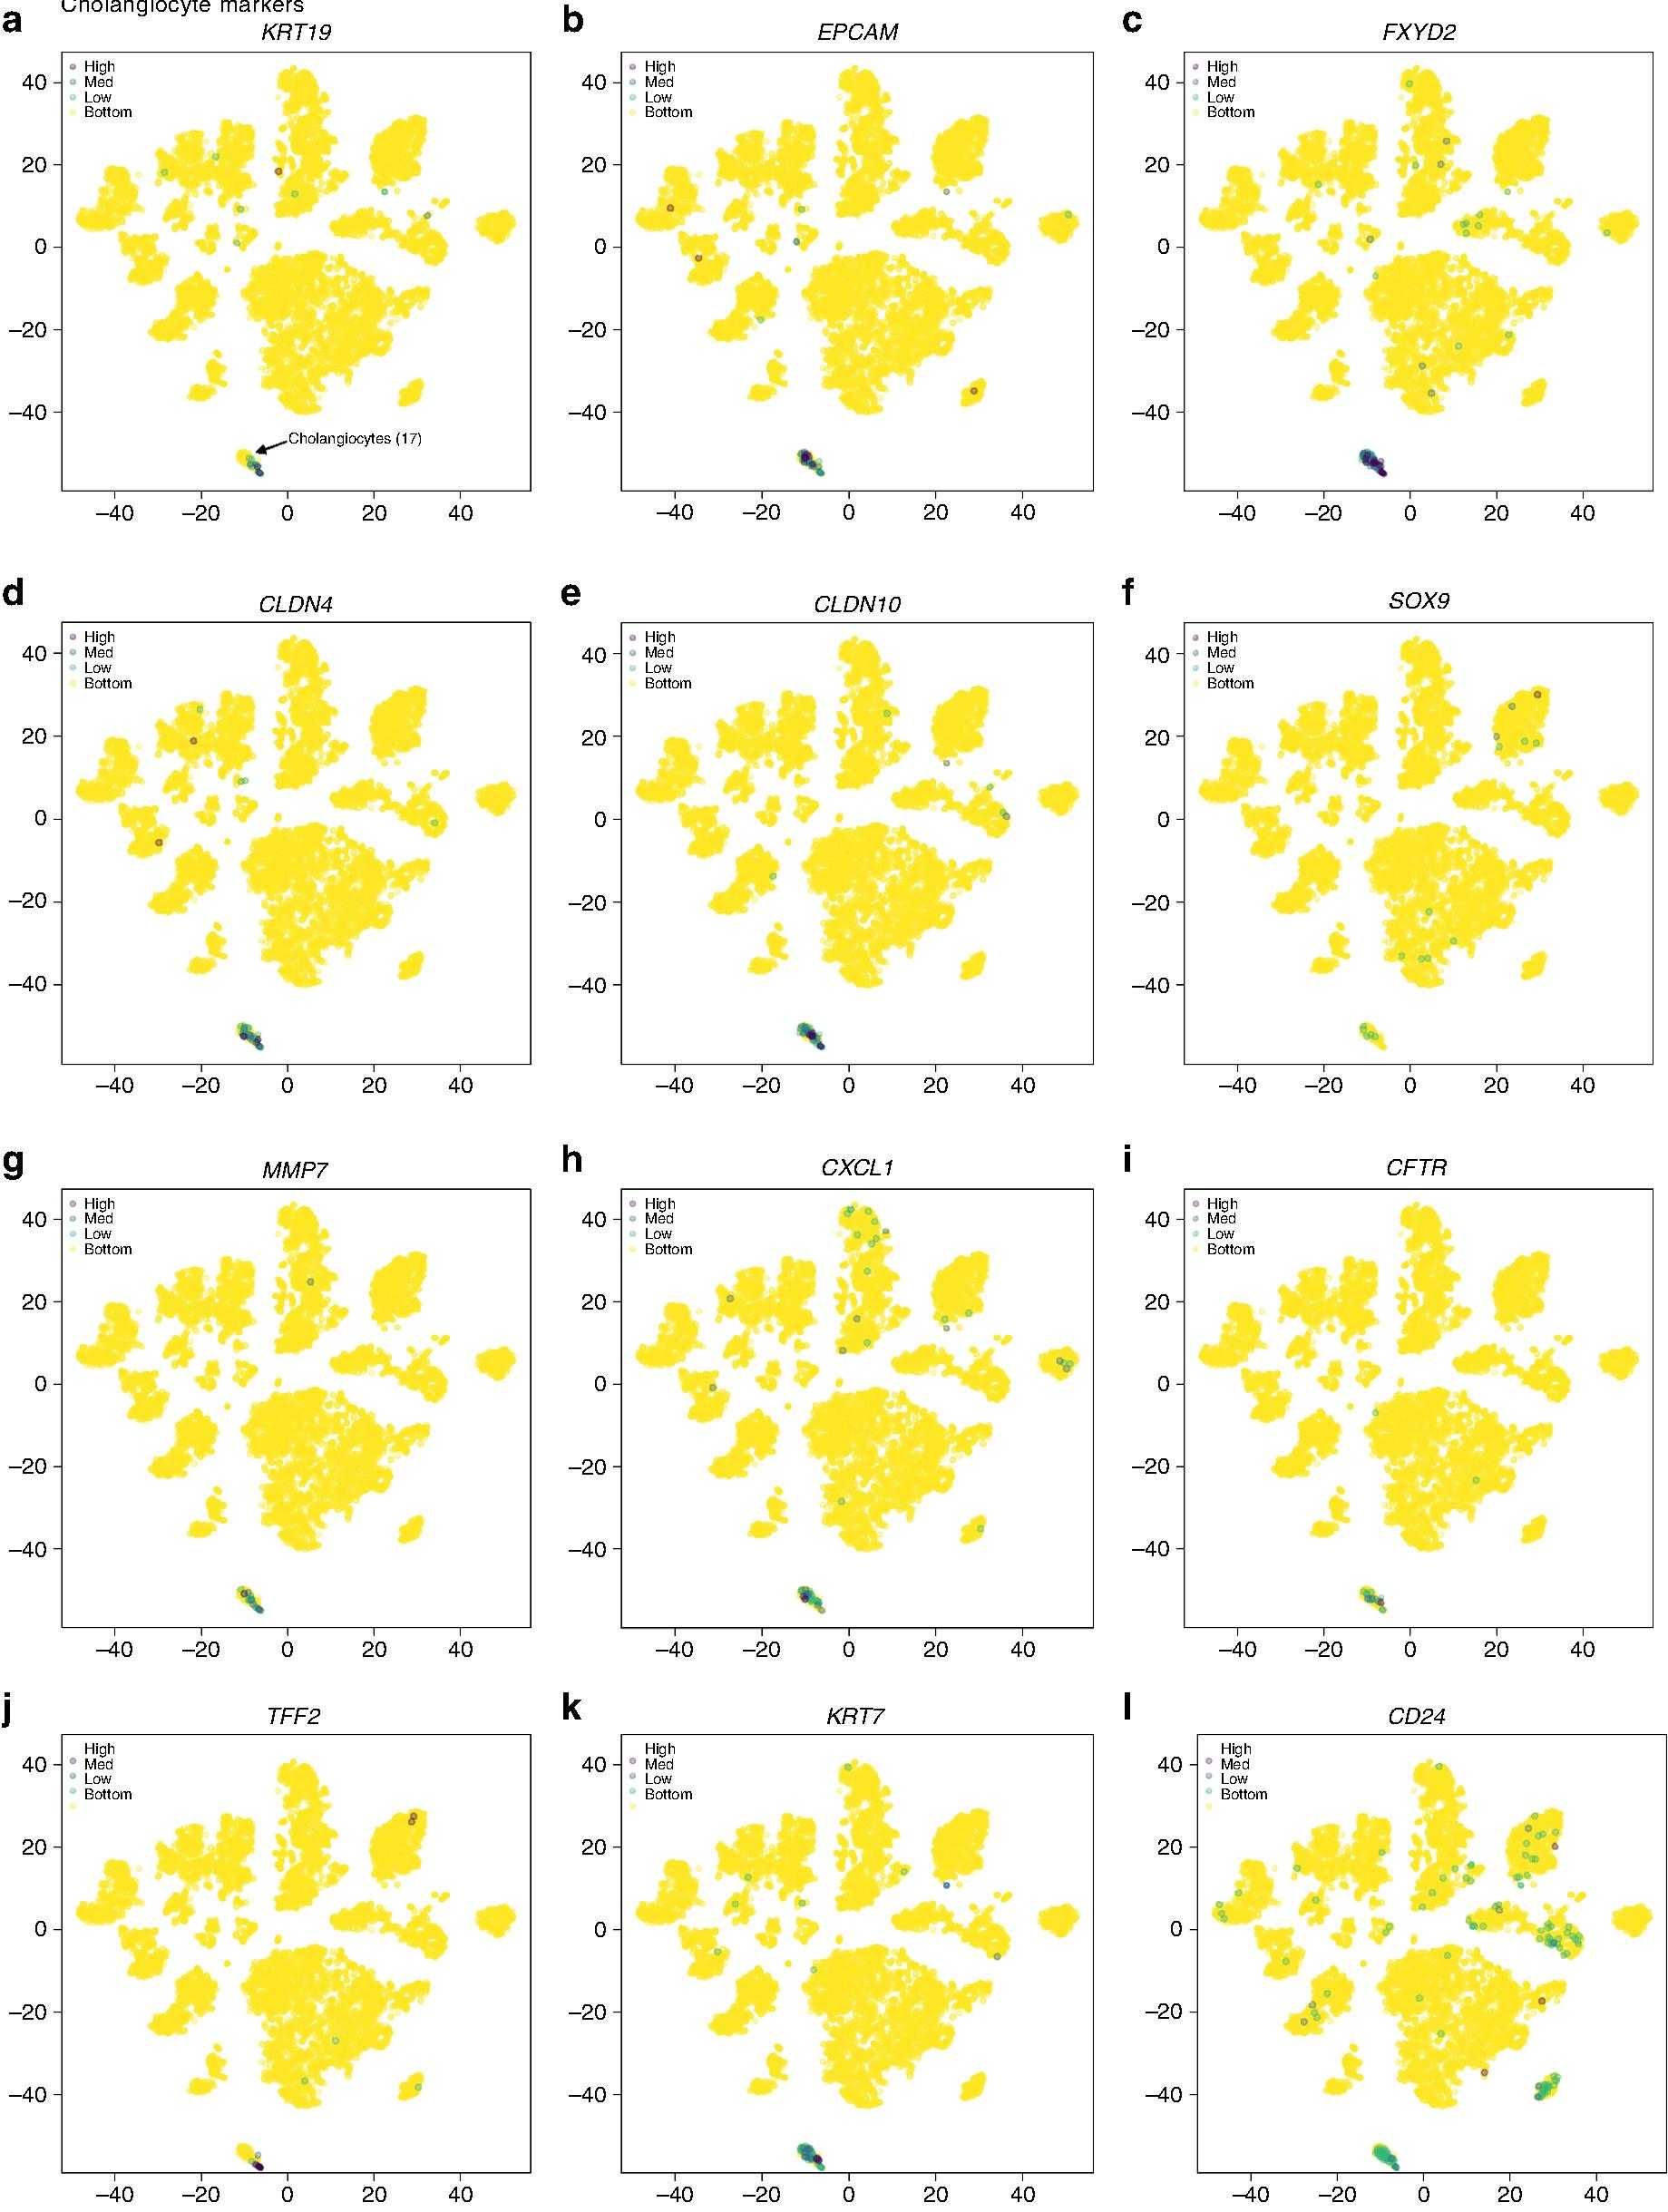 Cholangiocyte markers
a
KRT19
High
Med
Low
Bottom
40
20
0
−20
−40
Cholangiocytes (17)
−40 −20 0 20 40
b
EPCAM
High
Med
Low
Bottom
40
20
0
−20
−40
−40 −20 0 20 40
c
FXYD2
High
Med
Low
Bottom
40
20
0
−20
−40
−40 −20 0 20 40
d
CLDN4
High
Med
Low
Bottom
40
20
0
−20
−40
−40 −20 0 20 40
e
CLDN10
High
Med
Low
Bottom
40
20
0
−20
−40
−40 −20 0 20 40
f
SOX9
High
Med
Low
Bottom
40
20
0
−20
−40
−40 −20 0 20 40
g
MMP7
High
Med
Low
Bottom
40
20
0
−20
−40
−40 −20 0 20 40
h
CXCL1
High
Med
Low
Bottom
40
20
0
−20
−40
−40 −20 0 20 40
i
CFTR
High
Med
Low
Bottom
40
20
0
−20
−40
−40 −20 0 20 40
j
TFF2
High
Med
Low
Bottom
40
20
0
−20
−40
−40 −20 0 20 40
k
KRT7
High
Med
Low
Bottom
40
20
0
−20
−40
−40 −20 0 20 40
l
CD24
High
Med
Low
Bottom
40
20
0
−20
−40
−40 −20 0 20 40